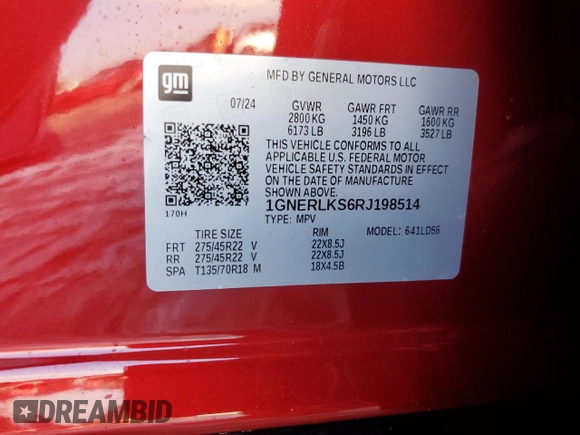 gm
MFD BY GENERAL MOTORS LLC
07/24 GVWR GAWR FRT GAWR RR
2800 KG 1450 KG 1600 KG
6173 LB 3196 LB 3527 LB
THIS VEHICLE CONFORMS TO ALL
APPLICABLE U.S. FEDERAL MOTOR
VEHICLE SAFETY STANDARDS IN EFFECT
ON THE DATE OF MANUFACTURE
SHOWN ABOVE.
170H
1GNERLKS6RJ198514
TYPE: MPV MODEL: 641LD56
TIRE SIZE RIM
FRT 275/45R22 V 22X8.5J
RR 275/45R22 V 22X8.5J
SPA T135/70R18 M 18X4.5B
DREAMBID